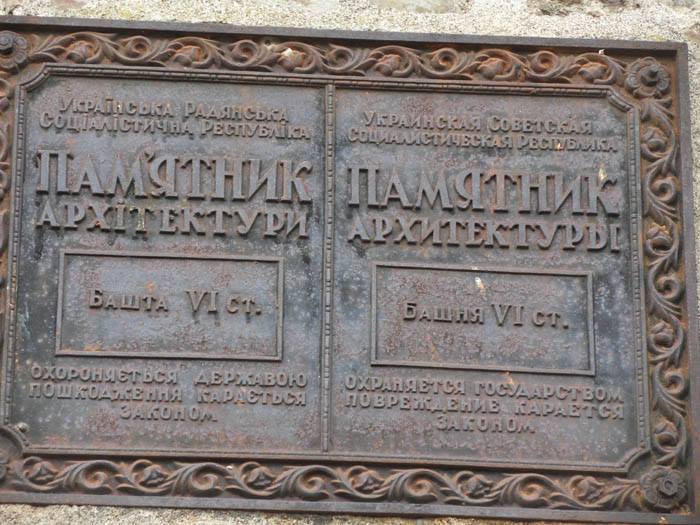 Українська Радянська
Соціалістична Республіка
Пам'ятник
архітектури
Башта VI ст.
охороняється державою
пошкодження карається
законом
Украинская Советская
Социалистическая Республика
Памятник
архитектуры
Башня VI ст.
охраняется государством
повреждение карается
законом